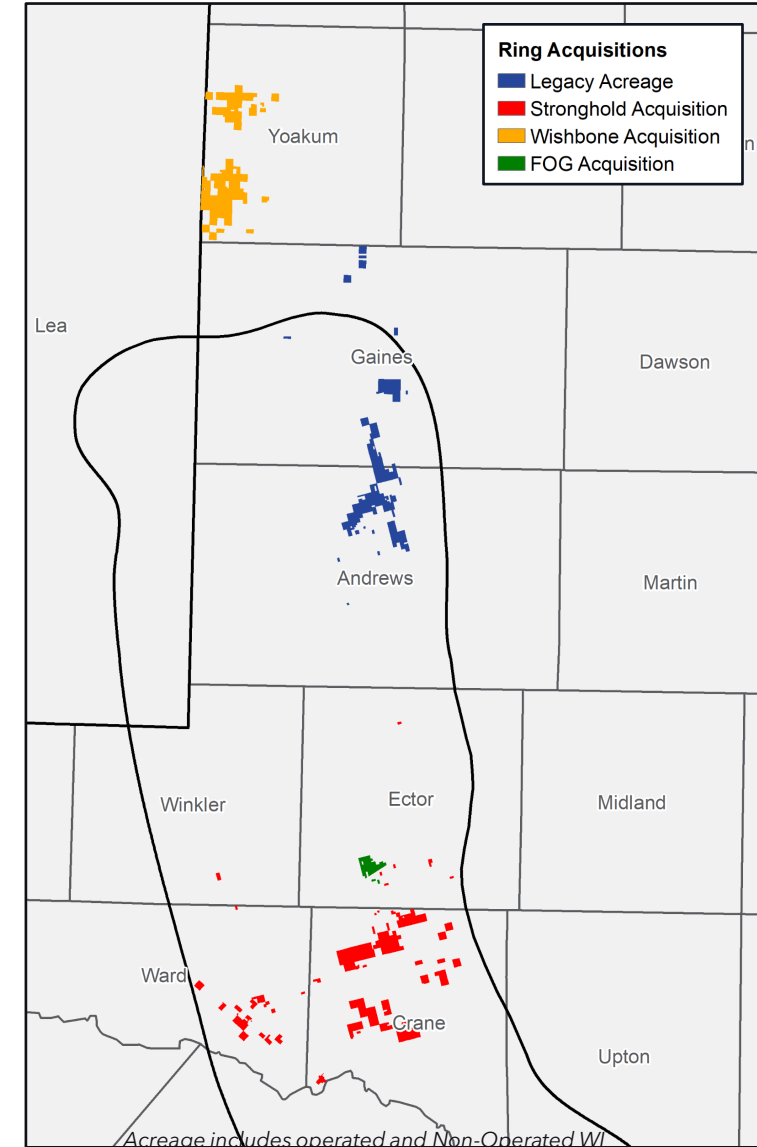 Ring Acquisitions
Legacy Acreage
Stronghold Acquisition
Wishbone Acquisition
FOG Acquisition
n
Yoakum
Lea
Gaines
Dawson
Andrews
Martin
Winkler
Ector
Midland
Ward
Crane
Upton
Acreage includes operated and Non-Operated WI